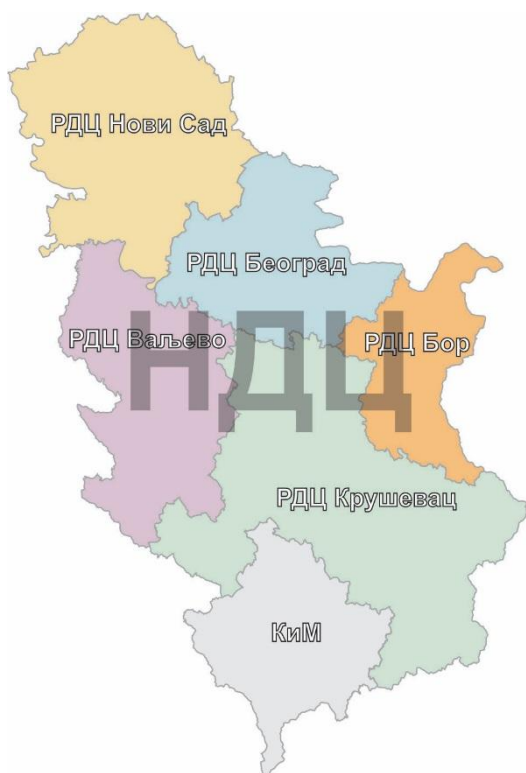 РДЦ Нови Сад
РДЦ Београд
РДЦ Ваљево
РДЦ Бор
НДЦ
РДЦ Крушевац
КиМ